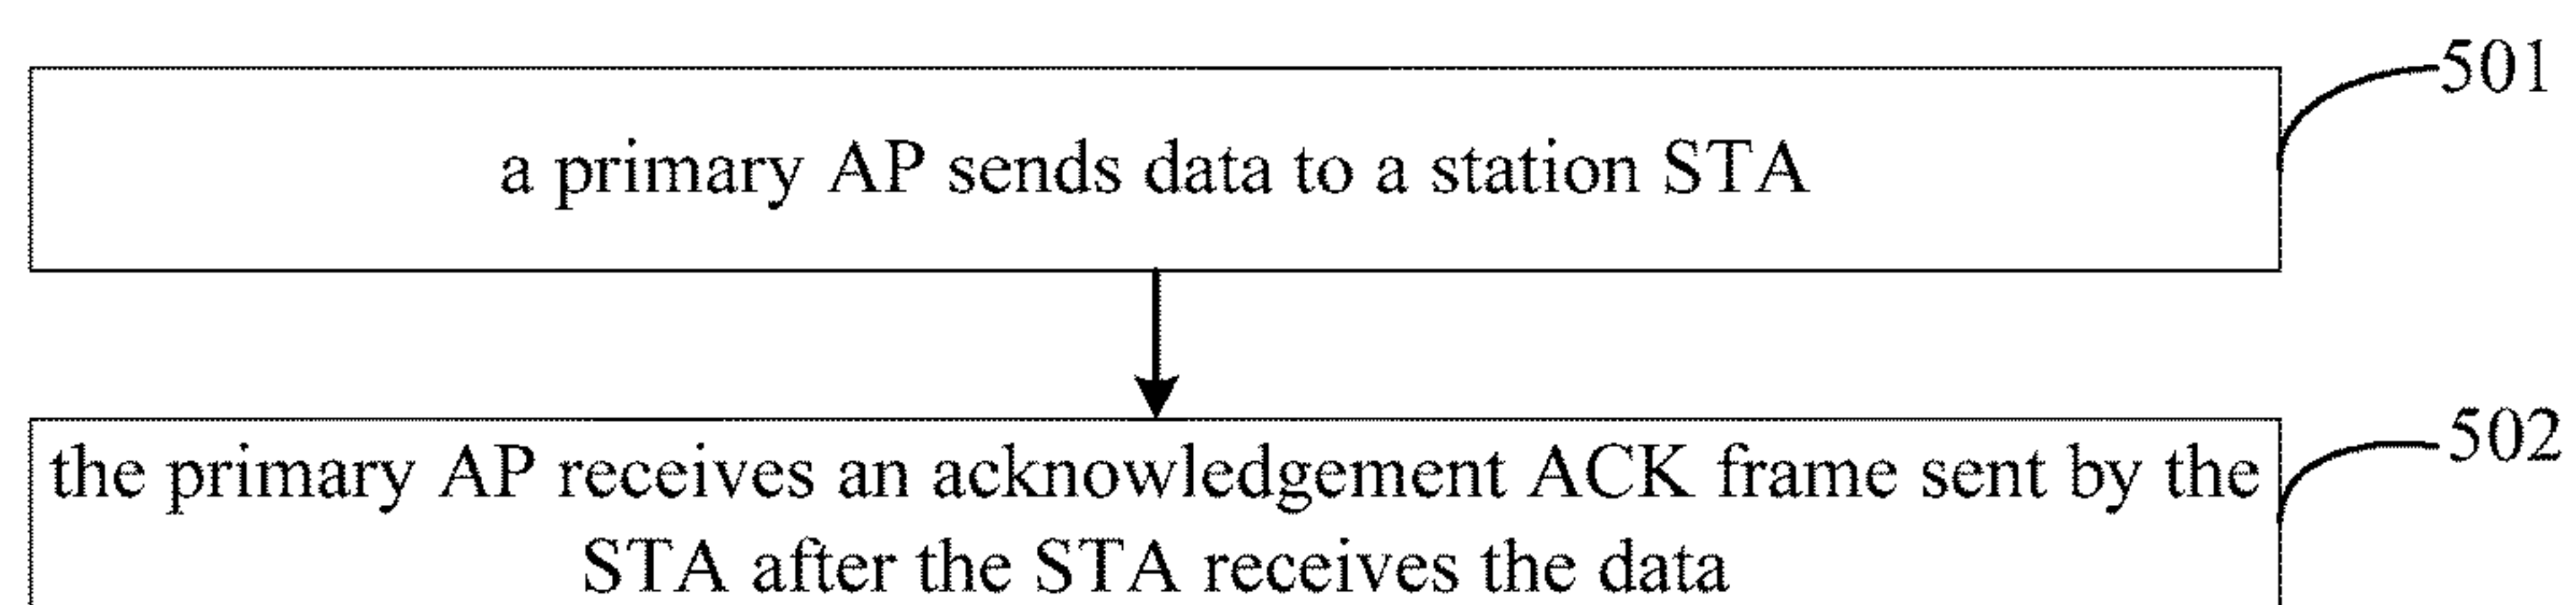 501
a primary AP sends data to a station STA
502
the primary AP receives an acknowledgement ACK frame sent by the
STA after the STA receives the data